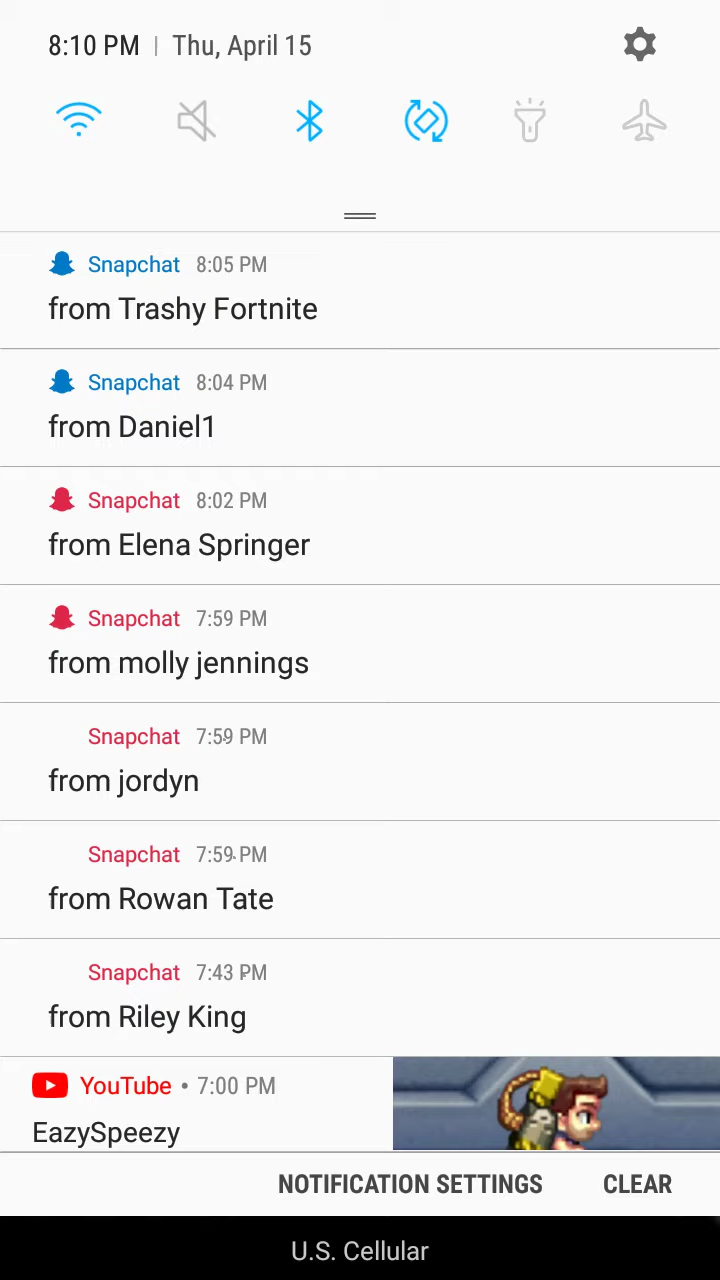 8:10 PM | Thu, April 15
Snapchat 8:05 PM
from Trashy Fortnite
Snapchat 8:04 PM
from Daniel1
Snapchat 8:02 PM
from Elena Springer
Snapchat 7:59 PM
from molly jennings
Snapchat 7:59 PM
from jordyn
Snapchat 7:59 PM
from Rowan Tate
Snapchat 7:43 PM
from Riley King
YouTube • 7:00 PM
EazySpeezy
NOTIFICATION SETTINGS CLEAR
U.S. Cellular